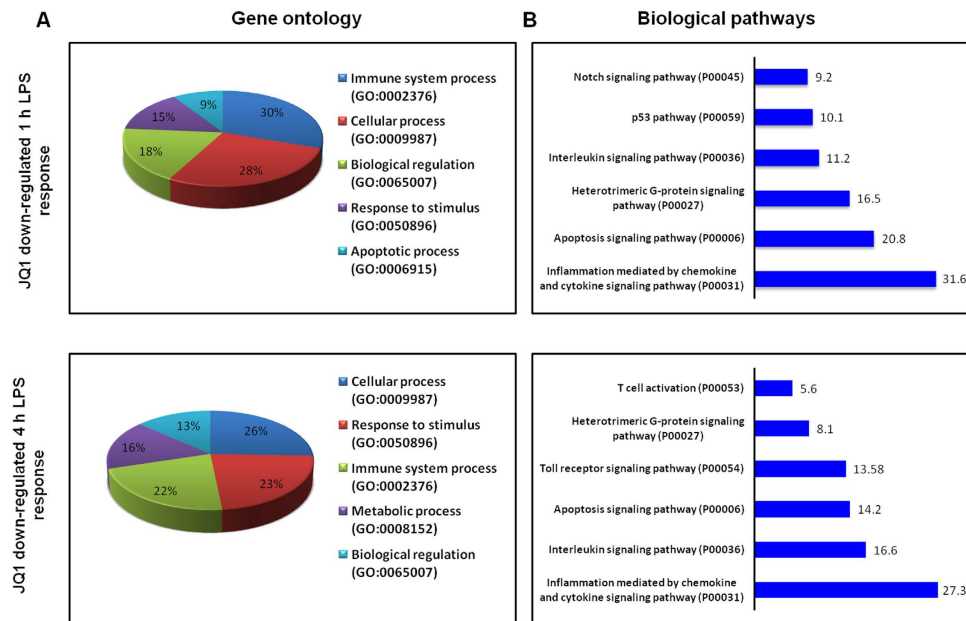 A
Gene ontology
B
Biological pathways
JQ1 down-regulated 1 h LPS
response
30%
28%
18%
15%
9%
Immune system process
(GO:0002376)
Cellular process
(GO:0009987)
Biological regulation
(GO:0065007)
Response to stimulus
(GO:0050896)
Apoptotic process
(GO:0006915)
Notch signaling pathway (P00045)
9.2
p53 pathway (P00059)
10.1
Interleukin signaling pathway (P00036)
11.2
Heterotrimeric G-protein signaling
pathway (P00027)
16.5
Apoptosis signaling pathway (P00006)
20.8
Inflammation mediated by chemokine
and cytokine signaling pathway (P00031)
31.6
JQ1 down-regulated 4 h LPS
response
26%
23%
22%
16%
13%
Cellular process
(GO:0009987)
Response to stimulus
(GO:0050896)
Immune system process
(GO:0002376)
Metabolic process
(GO:0008152)
Biological regulation
(GO:0065007)
T cell activation (P00053)
5.6
Heterotrimeric G-protein signaling
pathway (P00027)
8.1
Toll receptor signaling pathway (P00054)
13.58
Apoptosis signaling pathway (P00006)
14.2
Interleukin signaling pathway (P00036)
16.6
Inflammation mediated by chemokine
and cytokine signaling pathway (P00031)
27.3